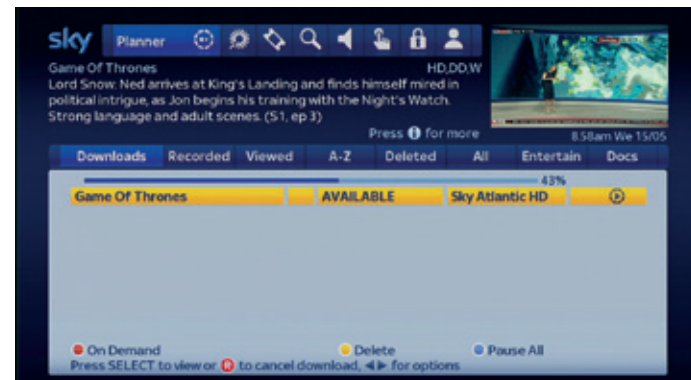 sky Planner
Game Of Thrones HD,DD,W
Lord Snow: Ned arrives at King's Landing and finds himself mired in
political intrigue, as Jon begins his training with the Night's Watch.
Strong language and adult scenes. (S1, ep 3)
Press i for more 8.58am We 15/05
Downloads Recorded Viewed A-Z Deleted All Entertain Docs
43%
Game Of Thrones AVAILABLE Sky Atlantic HD
On Demand Delete Pause All
Press SELECT to view or R to cancel download, ◀▶ for options